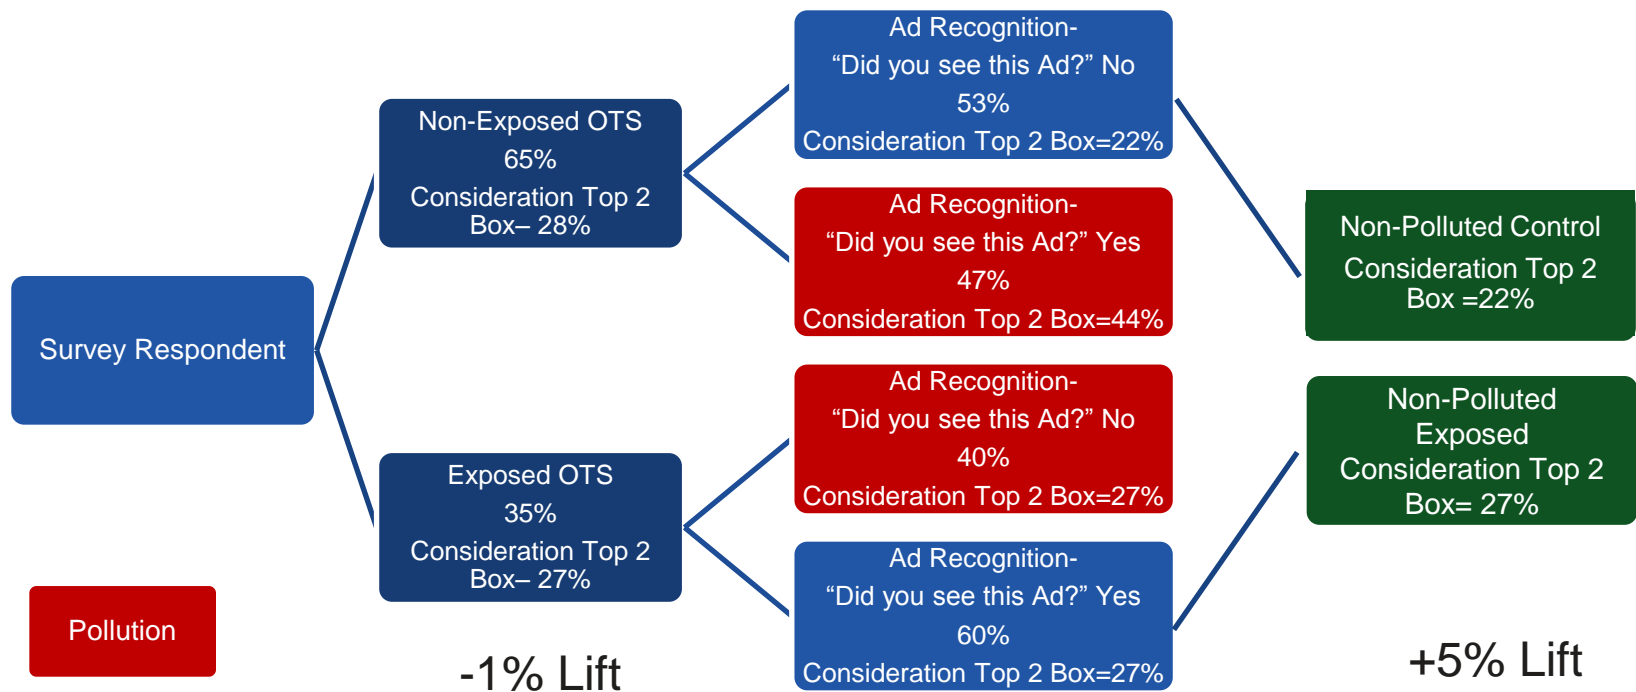 Survey Respondent
Pollution
Non-Exposed OTS
65%
Consideration Top 2
Box– 28%
Exposed OTS
35%
Consideration Top 2
Box– 27%
-1% Lift
Ad Recognition-
“Did you see this Ad?” No
53%
Consideration Top 2 Box=22%
Ad Recognition-
“Did you see this Ad?” Yes
47%
Consideration Top 2 Box=44%
Ad Recognition-
“Did you see this Ad?” No
40%
Consideration Top 2 Box=27%
Ad Recognition-
“Did you see this Ad?” Yes
60%
Consideration Top 2 Box=27%
Non-Polluted Control
Consideration Top 2
Box =22%
Non-Polluted
Exposed
Consideration Top 2
Box= 27%
+5% Lift